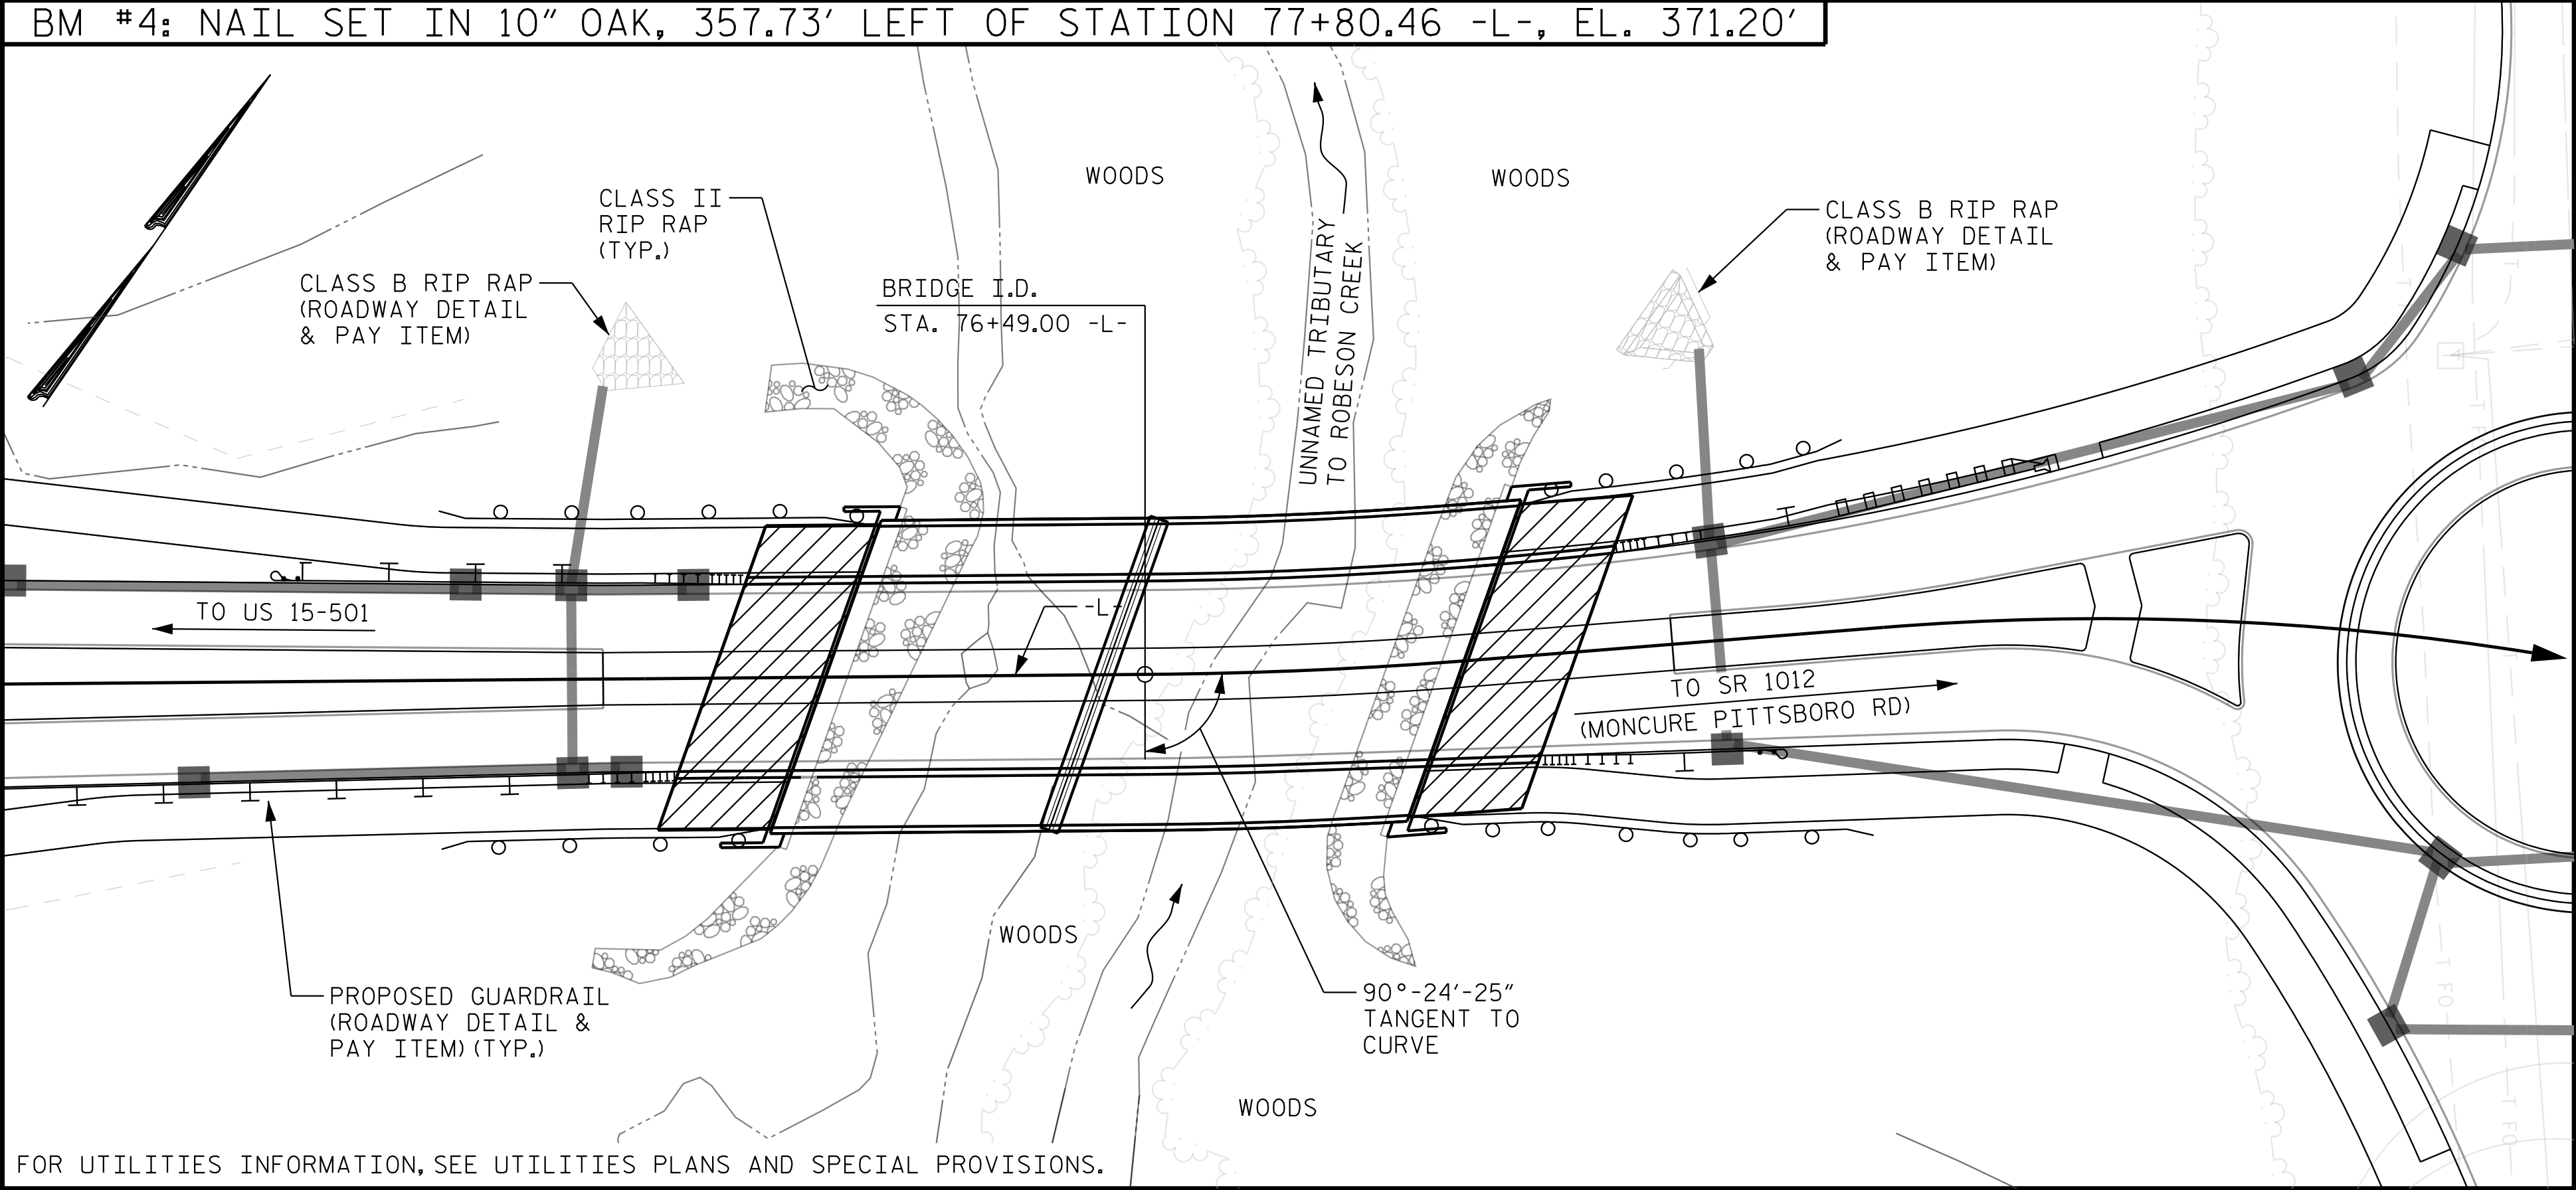 BM #4: NAIL SET IN 10" OAK, 357.73' LEFT OF STATION 77+80.46 -L-, EL. 371.20'
WOODS
WOODS
CLASS II
RIP RAP
(TYP.)
CLASS B RIP RAP
(ROADWAY DETAIL
& PAY ITEM)
CLASS B RIP RAP
(ROADWAY DETAIL
& PAY ITEM)
BRIDGE I.D.
STA. 76+49.00 -L-
UNNAMED TRIBUTARY
TO ROBESON CREEK
TO US 15-501
-L-
TO SR 1012
(MONCURE PITTSBORO RD)
WOODS
PROPOSED GUARDRAIL
(ROADWAY DETAIL &
PAY ITEM) (TYP.)
90°-24'-25"
TANGENT TO
CURVE
WOODS
T FO
T FO
FOR UTILITIES INFORMATION, SEE UTILITIES PLANS AND SPECIAL PROVISIONS.